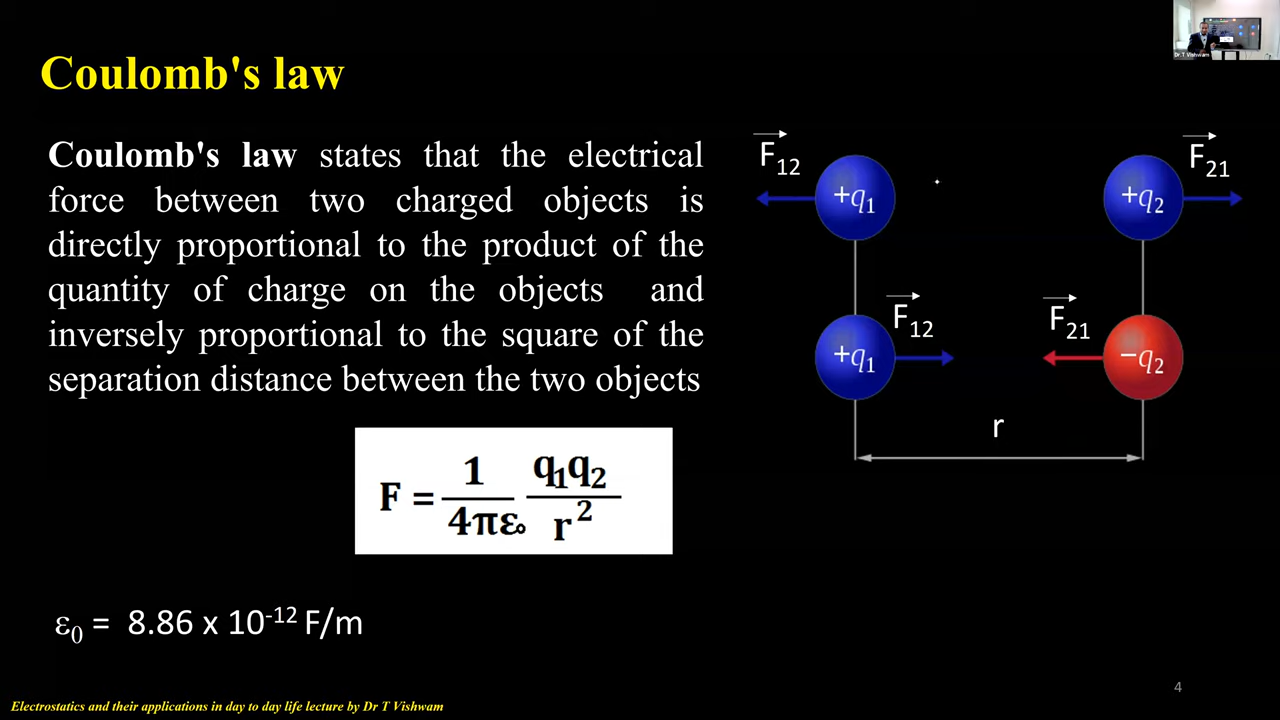 Dr.T Vishwam
Coulomb's law
Coulomb's law states that the electrical
force between two charged objects is
directly proportional to the product of the
quantity of charge on the objects and
inversely proportional to the square of the
separation distance between the two objects
F = 1/4πε₀ q₁q₂/r²
ε₀ = 8.86 x 10⁻¹² F/m
F₁₂
+q₁
+q₂
F₂₁
F₁₂
+q₁
F₂₁
−q₂
r
4
Electrostatics and their applications in day to day life lecture by Dr T Vishwam